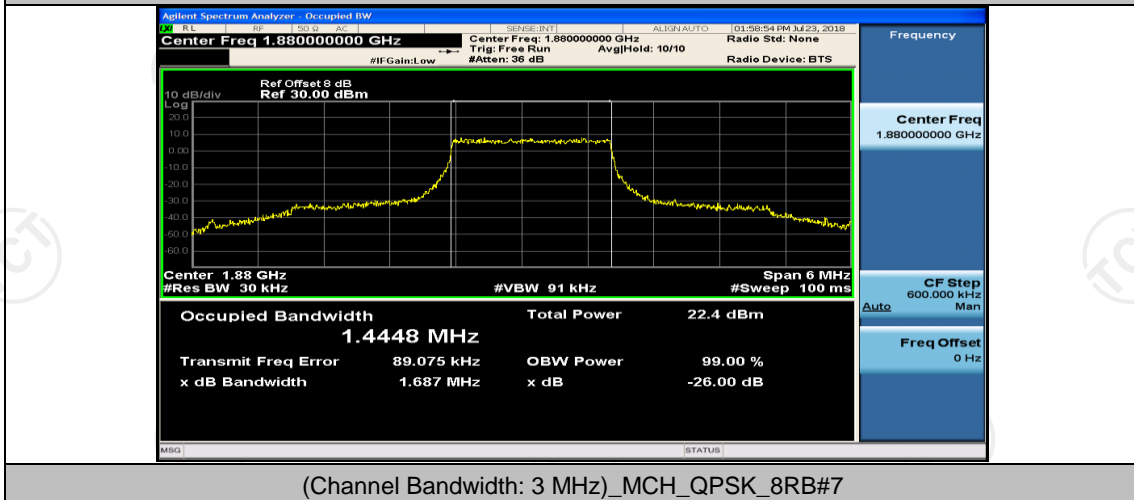 Agilent Spectrum Analyzer - Occupied BW
LXI RL RF 50 Ω AC SENSE:INT ALIGN AUTO 01:58:54 PM Jul 23, 2018
Center Freq 1.880000000 GHz
Center Freq: 1.880000000 GHz
Radio Std: None
Trig: Free Run Avg|Hold: 10/10
#IFGain:Low #Atten: 36 dB Radio Device: BTS
Frequency
Ref Offset 8 dB
10 dB/div Ref 30.00 dBm
Log
20.0
10.0
0.00
-10.0
-20.0
-30.0
-40.0
-50.0
-60.0
Center 1.88 GHz Span 6 MHz
#Res BW 30 kHz #VBW 91 kHz #Sweep 100 ms
Center Freq
1.880000000 GHz
CF Step
600.000 kHz
Auto Man
Freq Offset
0 Hz
Occupied Bandwidth Total Power 22.4 dBm
1.4448 MHz
Transmit Freq Error 89.075 kHz OBW Power 99.00 %
x dB Bandwidth 1.687 MHz x dB -26.00 dB
MSG STATUS
(Channel Bandwidth: 3 MHz)_MCH_QPSK_8RB#7
TCT
TCT